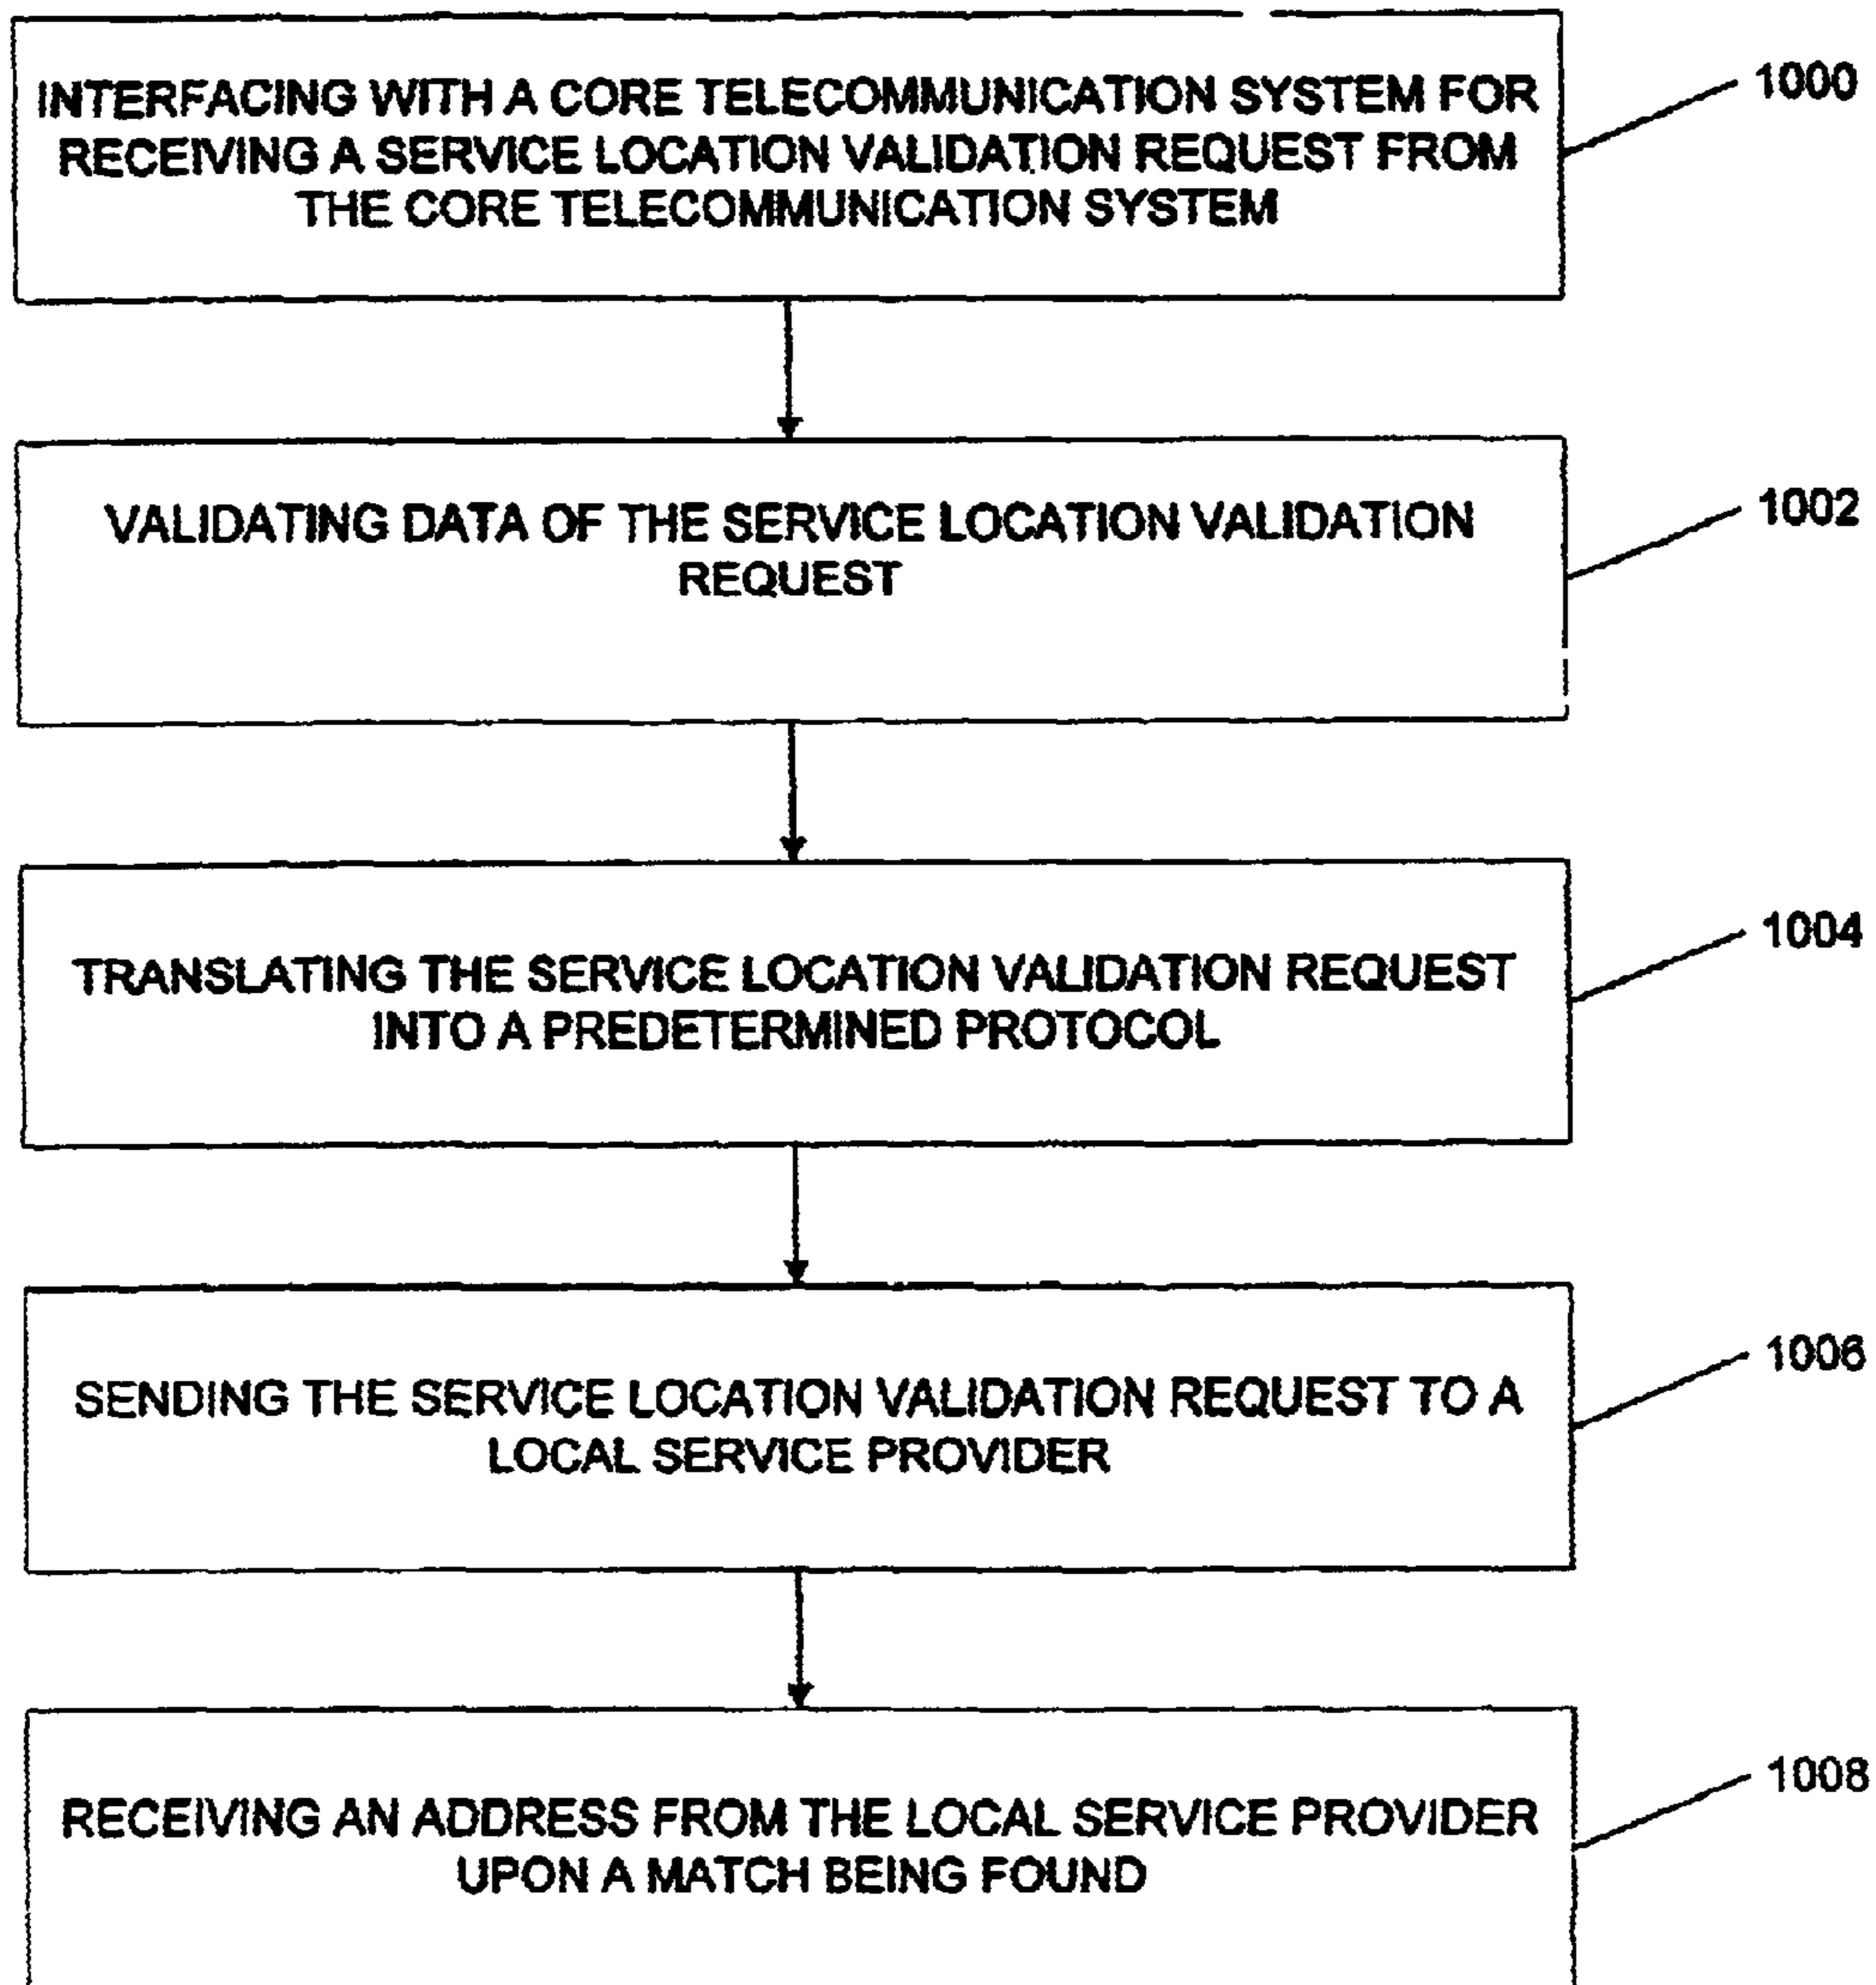 INTERFACING WITH A CORE TELECOMMUNICATION SYSTEM FOR
RECEIVING A SERVICE LOCATION VALIDATION REQUEST FROM
THE CORE TELECOMMUNICATION SYSTEM
1000
VALIDATING DATA OF THE SERVICE LOCATION VALIDATION
REQUEST
1002
TRANSLATING THE SERVICE LOCATION VALIDATION REQUEST
INTO A PREDETERMINED PROTOCOL
1004
SENDING THE SERVICE LOCATION VALIDATION REQUEST TO A
LOCAL SERVICE PROVIDER
1006
RECEIVING AN ADDRESS FROM THE LOCAL SERVICE PROVIDER
UPON A MATCH BEING FOUND
1008